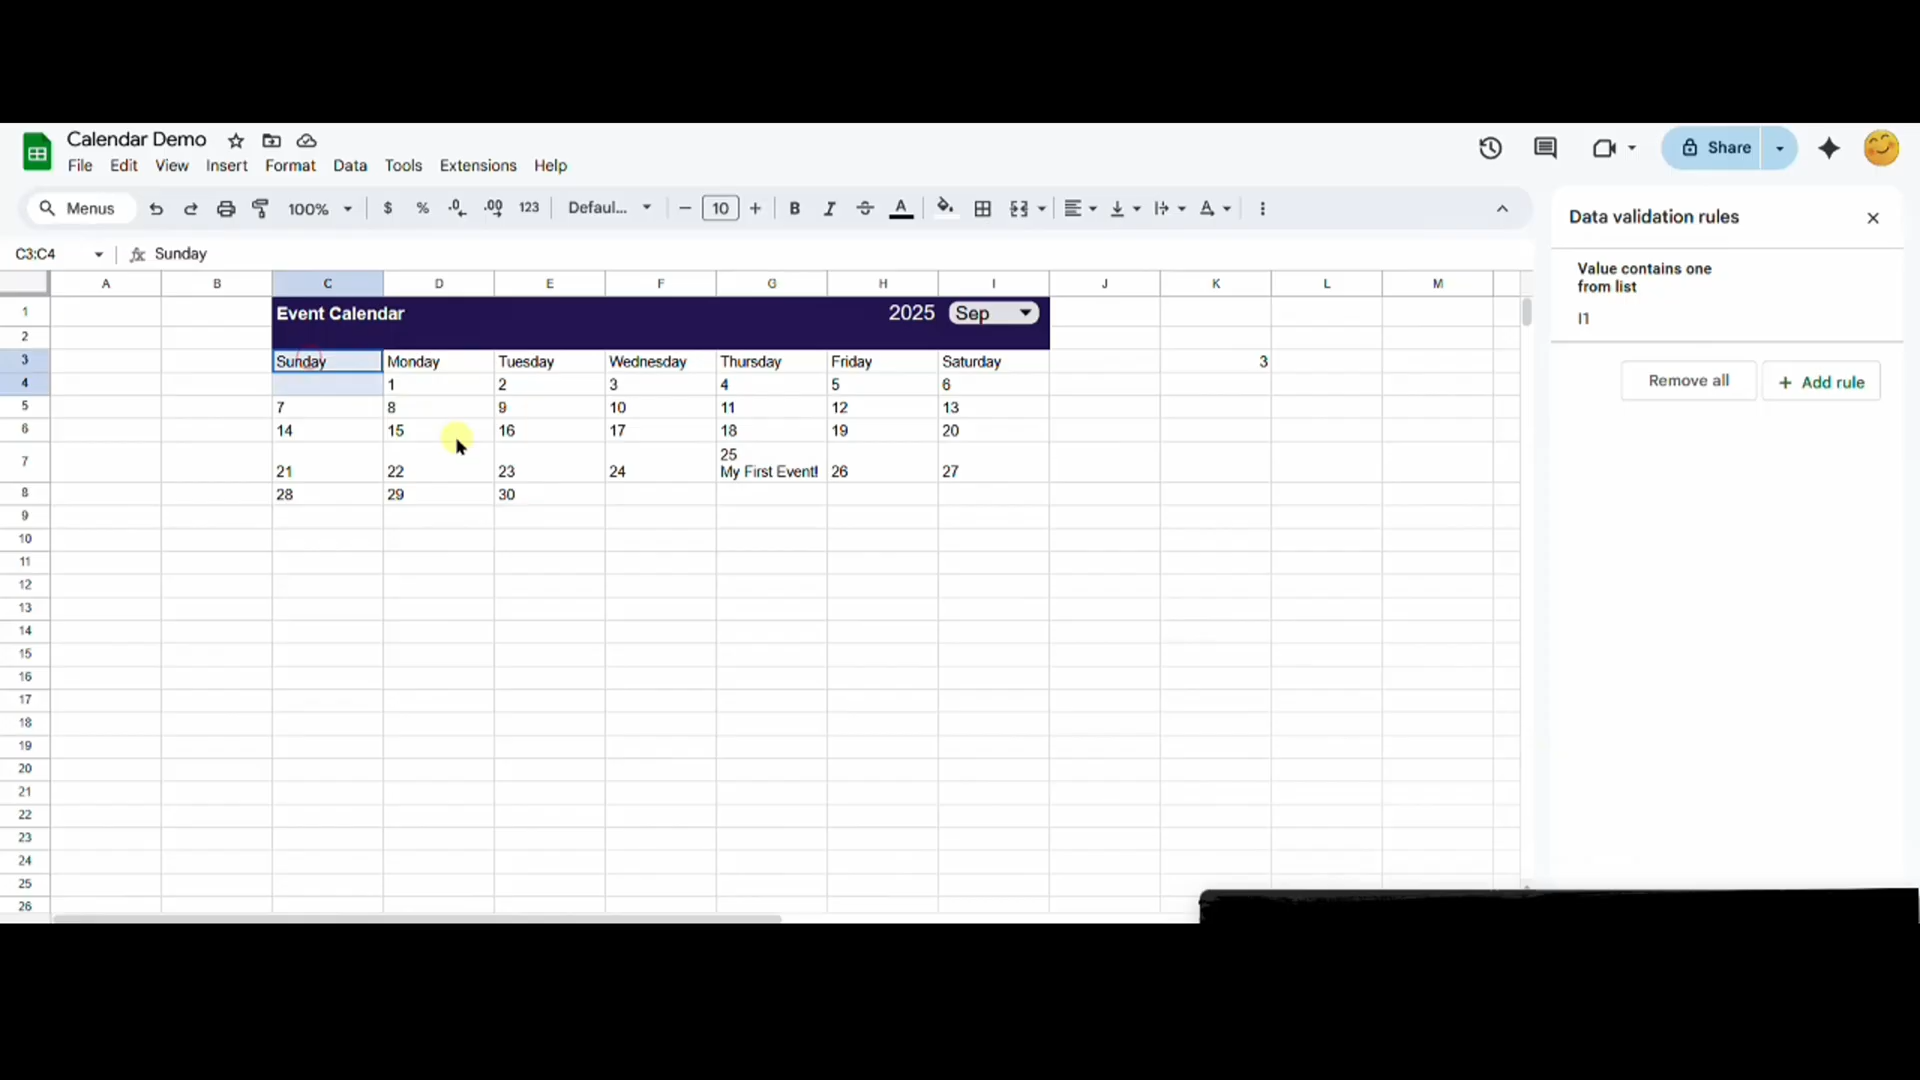 Calendar Demo
File Edit View Insert Format Data Tools Extensions Help
Share
Menus 100% $ % .0 .00 123 Defaul... − 10 + B I A
C3:C4 fx Sunday
A B C D E F G H I J K L M
1 Event Calendar 2025 Sep
2
3 Sunday Monday Tuesday Wednesday Thursday Friday Saturday 3
4 1 2 3 4 5 6
5 7 8 9 10 11 12 13
6 14 15 16 17 18 19 20
25
7 21 22 23 24 My First Event! 26 27
8 28 29 30
9
10
11
12
13
14
15
16
17
18
19
20
21
22
23
24
25
26
Data validation rules
Value contains one
from list
I1
Remove all + Add rule